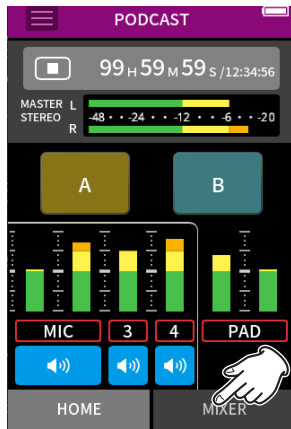 PODCAST
99 H 59 M 59 S /12:34:56
MASTER L
STEREO
-48 · · -24 · · -12 · · -6 · · -20
R
A
B
MIC 3 4 PAD
HOME MIXER